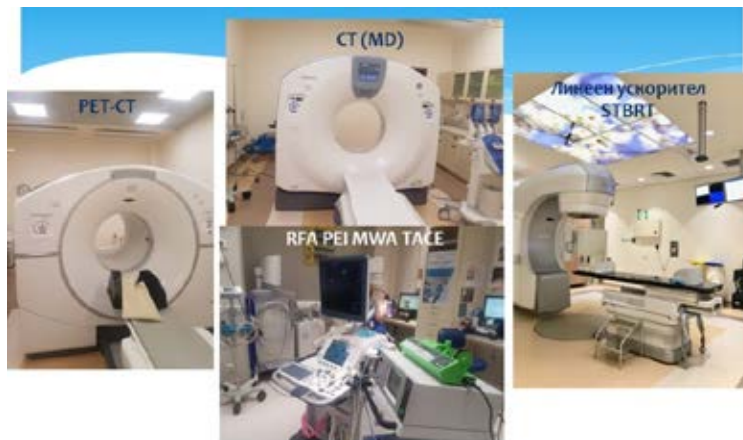 PET-CT
CT (MD)
RFA PEI MWA TACE
Линеен ускорител
STBRT